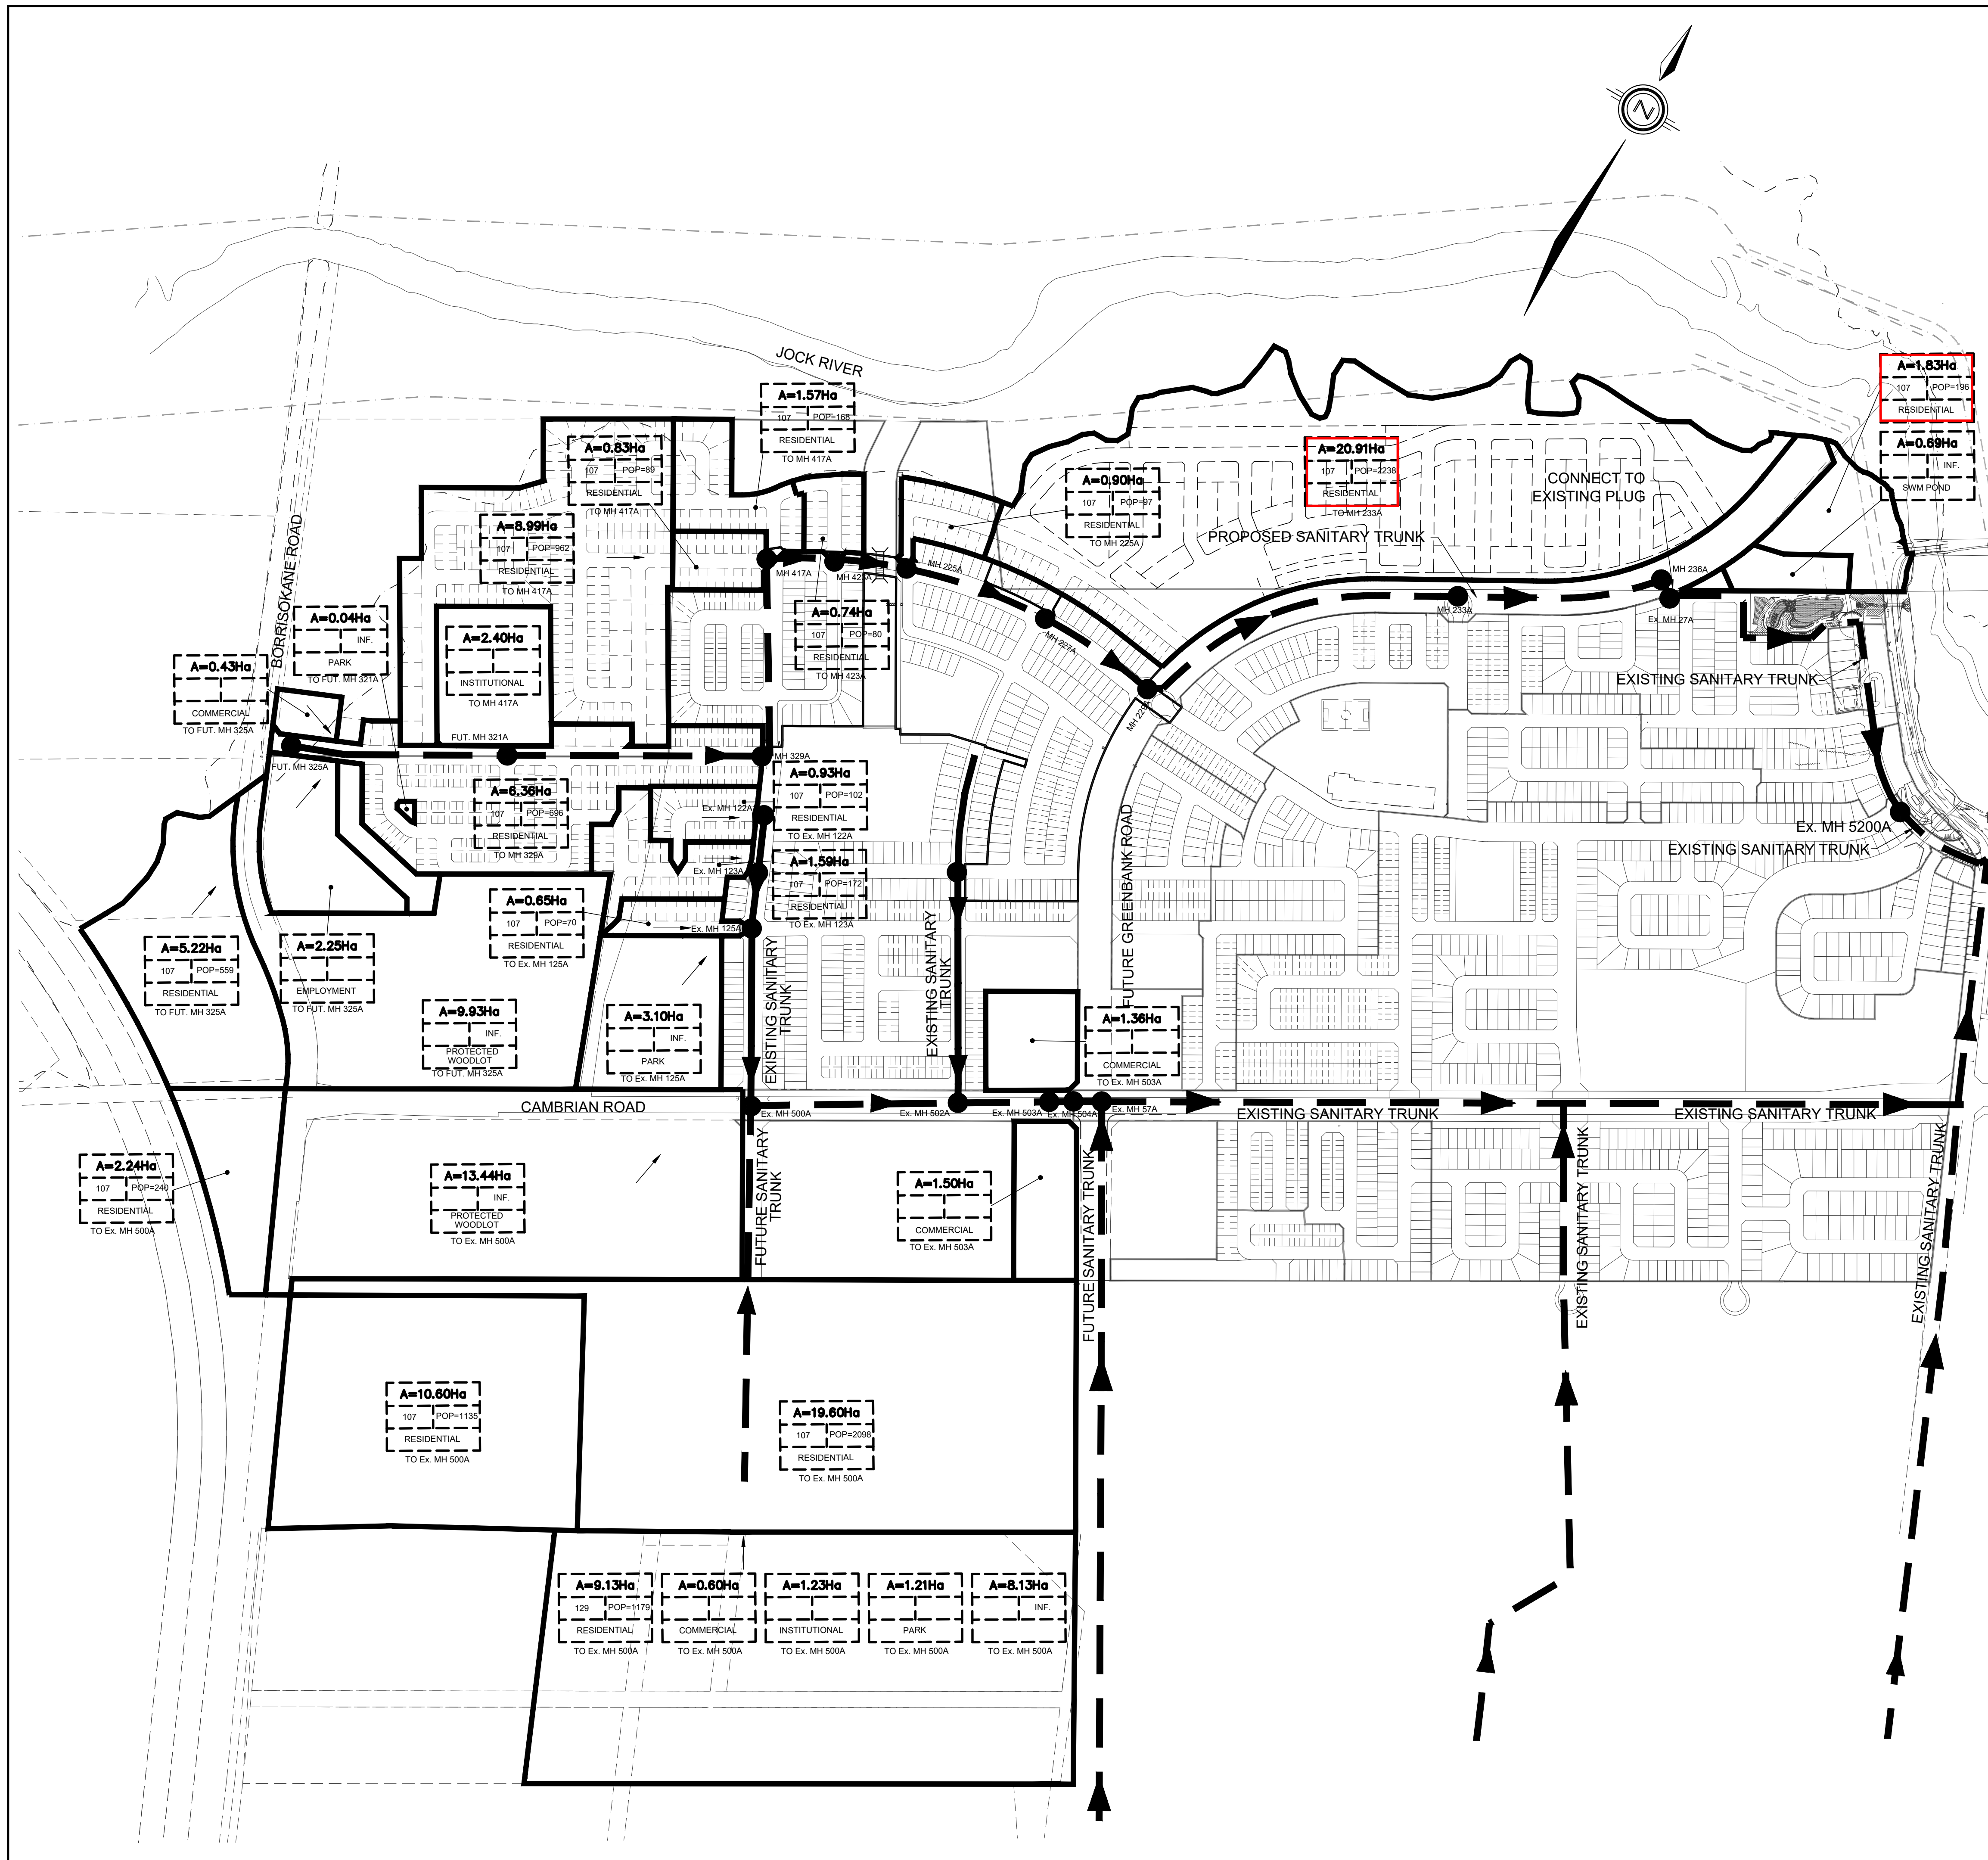 N
JOCK RIVER
BORRISOKANE ROAD
A=1.57Ha
107 POP=168
RESIDENTIAL
TO MH 417A
A=0.83Ha
107 POP=89
RESIDENTIAL
TO MH 417A
A=8.99Ha
107 POP=962
RESIDENTIAL
TO MH 417A
A=0.90Ha
107 POP=97
RESIDENTIAL
TO MH 225A
A=20.91Ha
107 POP=2238
RESIDENTIAL
TO MH 233A
A=1.83Ha
107 POP=196
RESIDENTIAL
A=0.69Ha
INF.
SWM POND
CONNECT TO
EXISTING PLUG
PROPOSED SANITARY TRUNK
MH 417A
MH 423A
MH 225A
MH 227A
MH 229A
MH 233A
MH 236A
Ex. MH 27A
A=0.04Ha
INF.
PARK
TO FUT. MH 321A
A=2.40Ha
INSTITUTIONAL
TO MH 417A
A=0.74Ha
107 POP=80
RESIDENTIAL
TO MH 423A
A=0.43Ha
COMMERCIAL
TO FUT. MH 325A
FUT. MH 321A
FUT. MH 325A
MH 329A
EXISTING SANITARY TRUNK
A=6.36Ha
107 POP=696
RESIDENTIAL
TO MH 329A
A=0.93Ha
107 POP=102
RESIDENTIAL
TO Ex. MH 122A
Ex. MH 122A
A=1.59Ha
107 POP=172
RESIDENTIAL
TO Ex. MH 123A
Ex. MH 123A
Ex. MH 5200A
EXISTING SANITARY TRUNK
FUTURE GREENBANK ROAD
A=0.65Ha
107 POP=70
RESIDENTIAL
TO Ex. MH 125A
Ex. MH 125A
A=5.22Ha
107 POP=559
RESIDENTIAL
TO FUT. MH 325A
A=2.25Ha
EMPLOYMENT
TO FUT. MH 325A
A=9.93Ha
INF.
PROTECTED
WOODLOT
TO FUT. MH 325A
A=3.10Ha
INF.
PARK
TO Ex. MH 125A
EXISTING SANITARY
TRUNK
EXISTING SANITARY
TRUNK
A=1.36Ha
COMMERCIAL
TO Ex. MH 503A
CAMBRIAN ROAD
Ex. MH 500A
Ex. MH 502A
Ex. MH 503A
Ex. MH 504A
Ex. MH 57A
EXISTING SANITARY TRUNK
EXISTING SANITARY TRUNK
A=2.24Ha
107 POP=240
RESIDENTIAL
TO Ex. MH 500A
A=13.44Ha
INF.
PROTECTED
WOODLOT
TO Ex. MH 500A
FUTURE SANITARY
TRUNK
A=1.50Ha
COMMERCIAL
TO Ex. MH 503A
FUTURE SANITARY TRUNK
EXISTING SANITARY TRUNK
EXISTING SANITARY TRUNK
A=10.60Ha
107 POP=1135
RESIDENTIAL
TO Ex. MH 500A
A=19.60Ha
107 POP=2098
RESIDENTIAL
TO Ex. MH 500A
A=9.13Ha
129 POP=1179
RESIDENTIAL
TO Ex. MH 500A
A=0.60Ha
COMMERCIAL
TO Ex. MH 500A
A=1.23Ha
INSTITUTIONAL
TO Ex. MH 500A
A=1.21Ha
PARK
TO Ex. MH 500A
A=8.13Ha
INF.
TO Ex. MH 500A